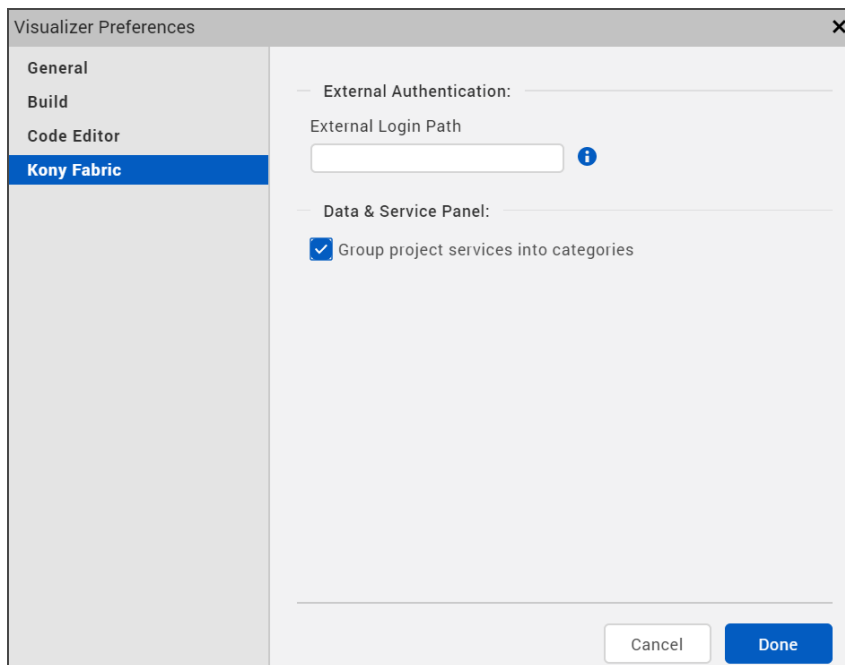 Visualizer Preferences
General
Build
Code Editor
Kony Fabric
External Authentication:
External Login Path
Data & Service Panel:
Group project services into categories
Cancel
Done